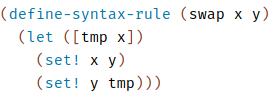 (define-syntax-rule (swap x y)
  (let ([tmp x])
    (set! x y)
    (set! y tmp)))